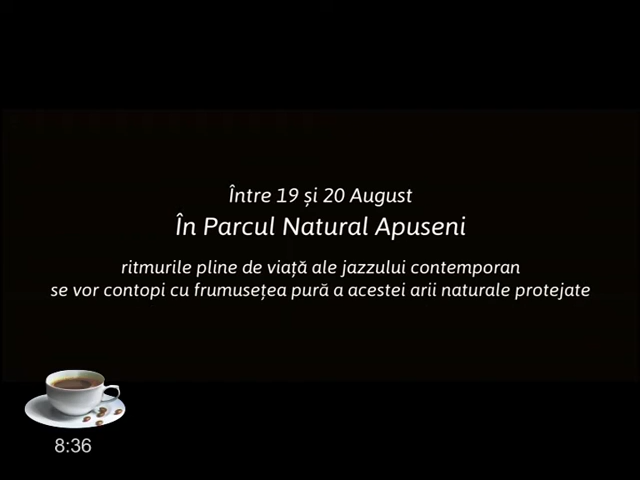 Între 19 și 20 August
În Parcul Natural Apuseni
ritmurile pline de viață ale jazzului contemporan
se vor contopi cu frumusețea pură a acestei arii naturale protejate
8:36